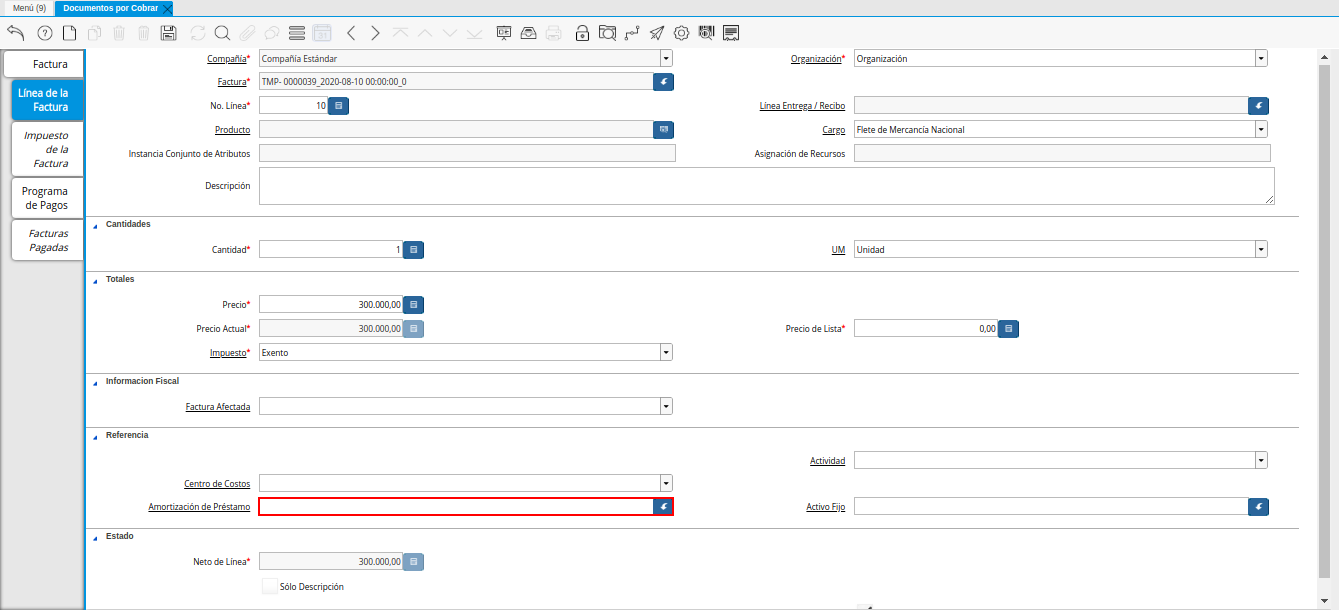 Menú (9) Documentos por Cobrar
Factura
Línea de la
Factura
Impuesto
de la
Factura
Programa
de Pagos
Facturas
Pagadas
Compañía* Compañía Estándar Organización* Organización
Factura* TMP- 0000039_2020-08-10 00:00:00_0
No. Línea* 10 Línea Entrega / Recibo
Producto Cargo Flete de Mercancía Nacional
Instancia Conjunto de Atributos Asignación de Recursos
Descripción
Cantidades
Cantidad* 1 UM Unidad
Totales
Precio* 300.000,00
Precio Actual* 300.000,00 Precio de Lista* 0,00
Impuesto* Exento
Informacion Fiscal
Factura Afectada
Referencia
Actividad
Centro de Costos
Amortización de Préstamo Activo Fijo
Estado
Neto de Línea* 300.000,00
Sólo Descripción